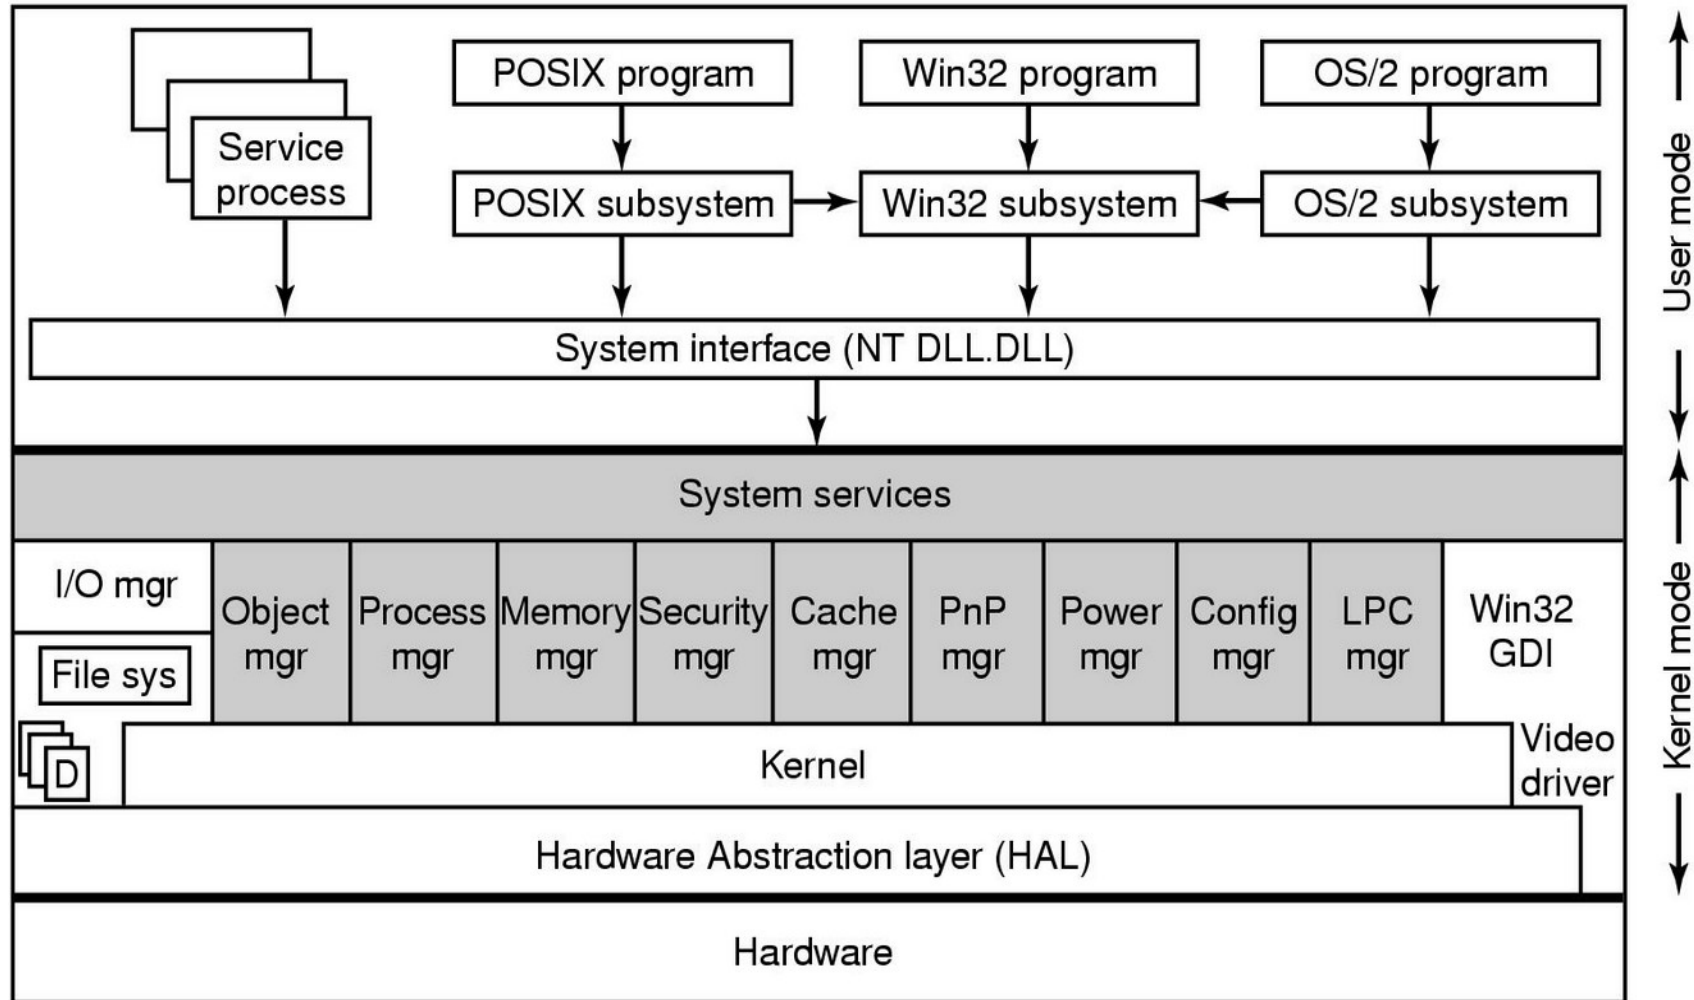 POSIX program
Win32 program
OS/2 program
Service
process
POSIX subsystem
Win32 subsystem
OS/2 subsystem
User mode
System interface (NT DLL.DLL)
System services
I/O mgr
File sys
D
Object
mgr
Process
mgr
Memory
mgr
Security
mgr
Cache
mgr
PnP
mgr
Power
mgr
Config
mgr
LPC
mgr
Win32
GDI
Video
driver
Kernel mode
Kernel
Hardware Abstraction layer (HAL)
Hardware